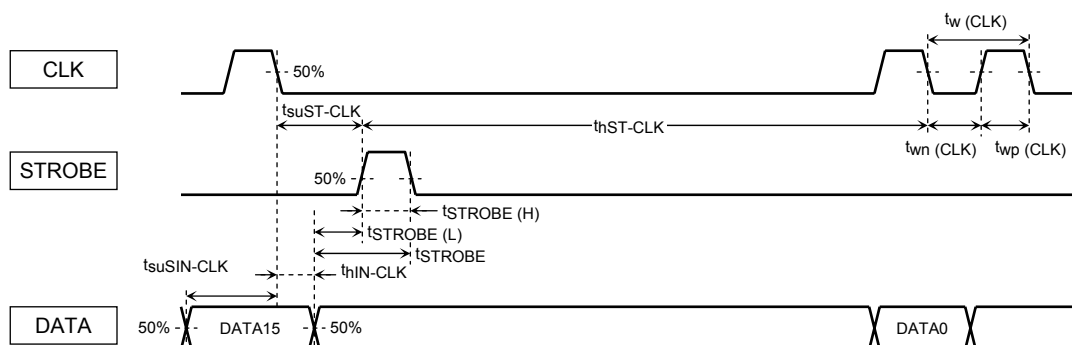 tw (CLK)
CLK
50%
tsuST-CLK
thST-CLK
twn (CLK)
twp (CLK)
STROBE
50%
tSTROBE (H)
tSTROBE (L)
tSTROBE
tsuSIN-CLK
thIN-CLK
DATA
50%
DATA15
50%
DATA0